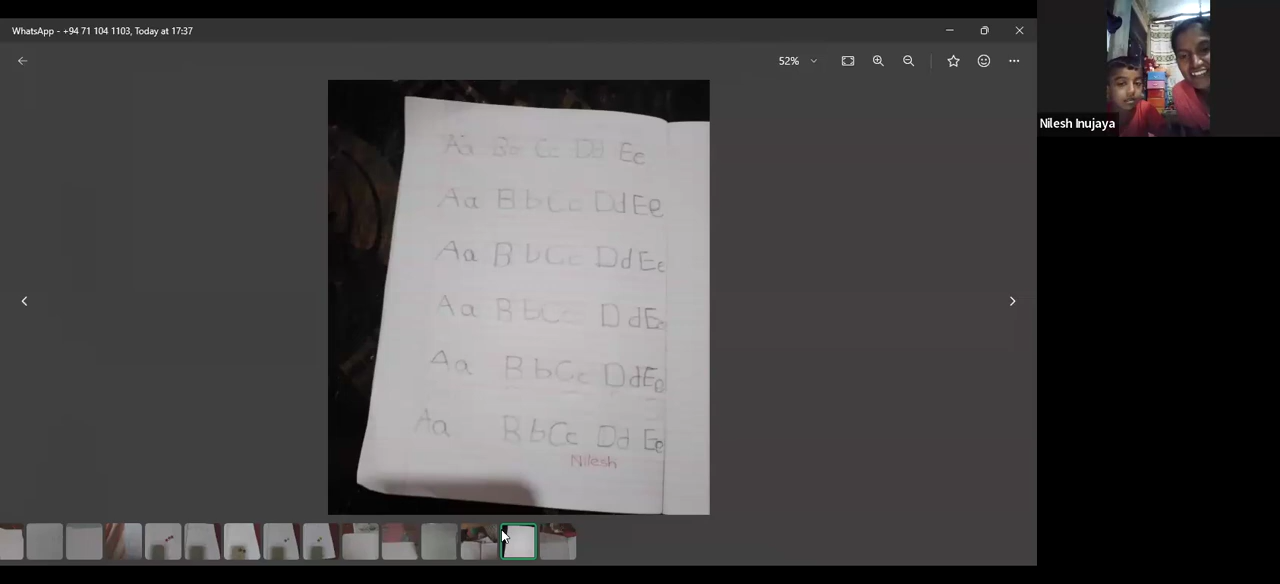 WhatsApp - +94 71 104 1103, Today at 17:37
52%
Aa Bb Cc Dd Ee
Aa Bb Cc Dd Ee
Aa Bb Cc Dd Ee
Aa Bb Cc Dd Ee
Aa Bb Cc Dd Ee
Aa Bb Cc Dd Ee
Nilesh
Nilesh Inujaya